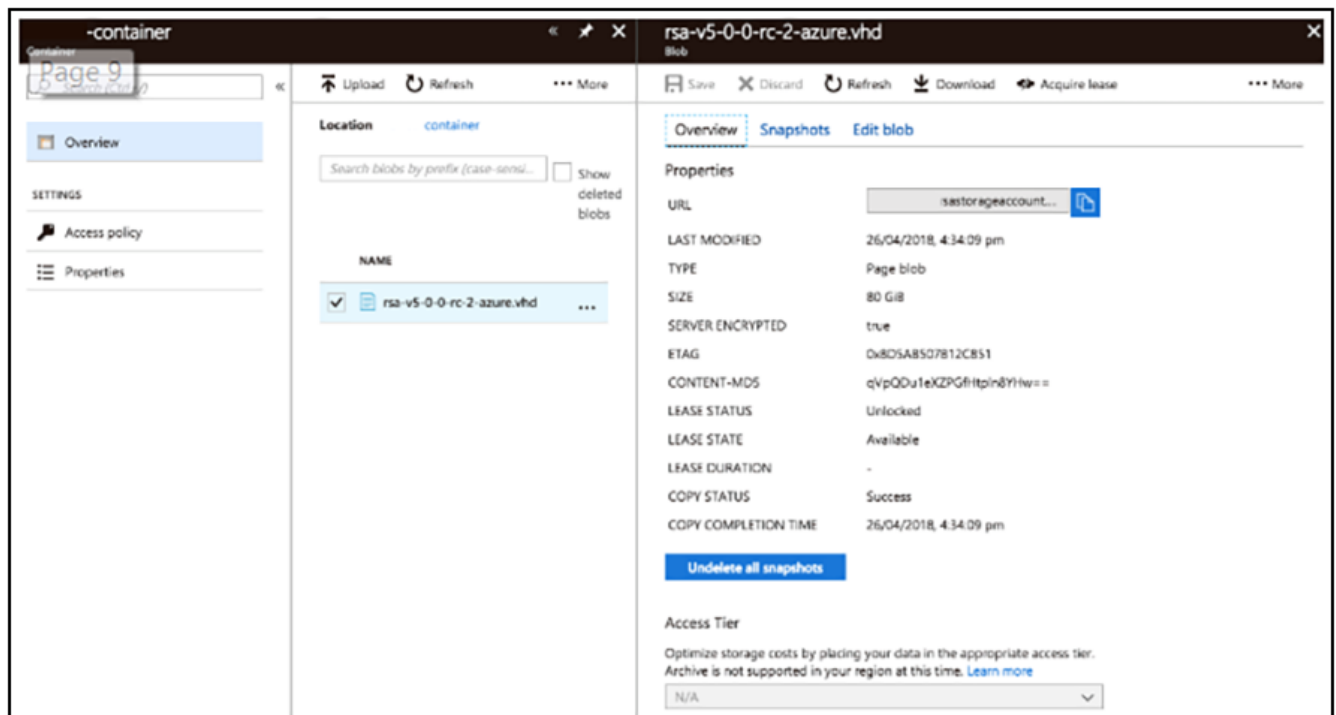 -container
Container
Page 9
Search (Ctrl+/)
Overview
SETTINGS
Access policy
Properties
Upload Refresh More
Location container
Search blobs by prefix (case-sensi...
Show
deleted
blobs
NAME
rsa-v5-0-0-rc-2-azure.vhd ...
rsa-v5-0-0-rc-2-azure.vhd
Blob
Save Discard Refresh Download Acquire lease More
Overview Snapshots Edit blob
Properties
URL sastorageaccount...
LAST MODIFIED 26/04/2018, 4:34:09 pm
TYPE Page blob
SIZE 80 GiB
SERVER ENCRYPTED true
ETAG 0x8D5A8507812C851
CONTENT-MD5 qVpQDu1eXZPGfHtpln8YHw==
LEASE STATUS Unlocked
LEASE STATE Available
LEASE DURATION -
COPY STATUS Success
COPY COMPLETION TIME 26/04/2018, 4:34:09 pm
Undelete all snapshots
Access Tier
Optimize storage costs by placing your data in the appropriate access tier.
Archive is not supported in your region at this time. Learn more
N/A